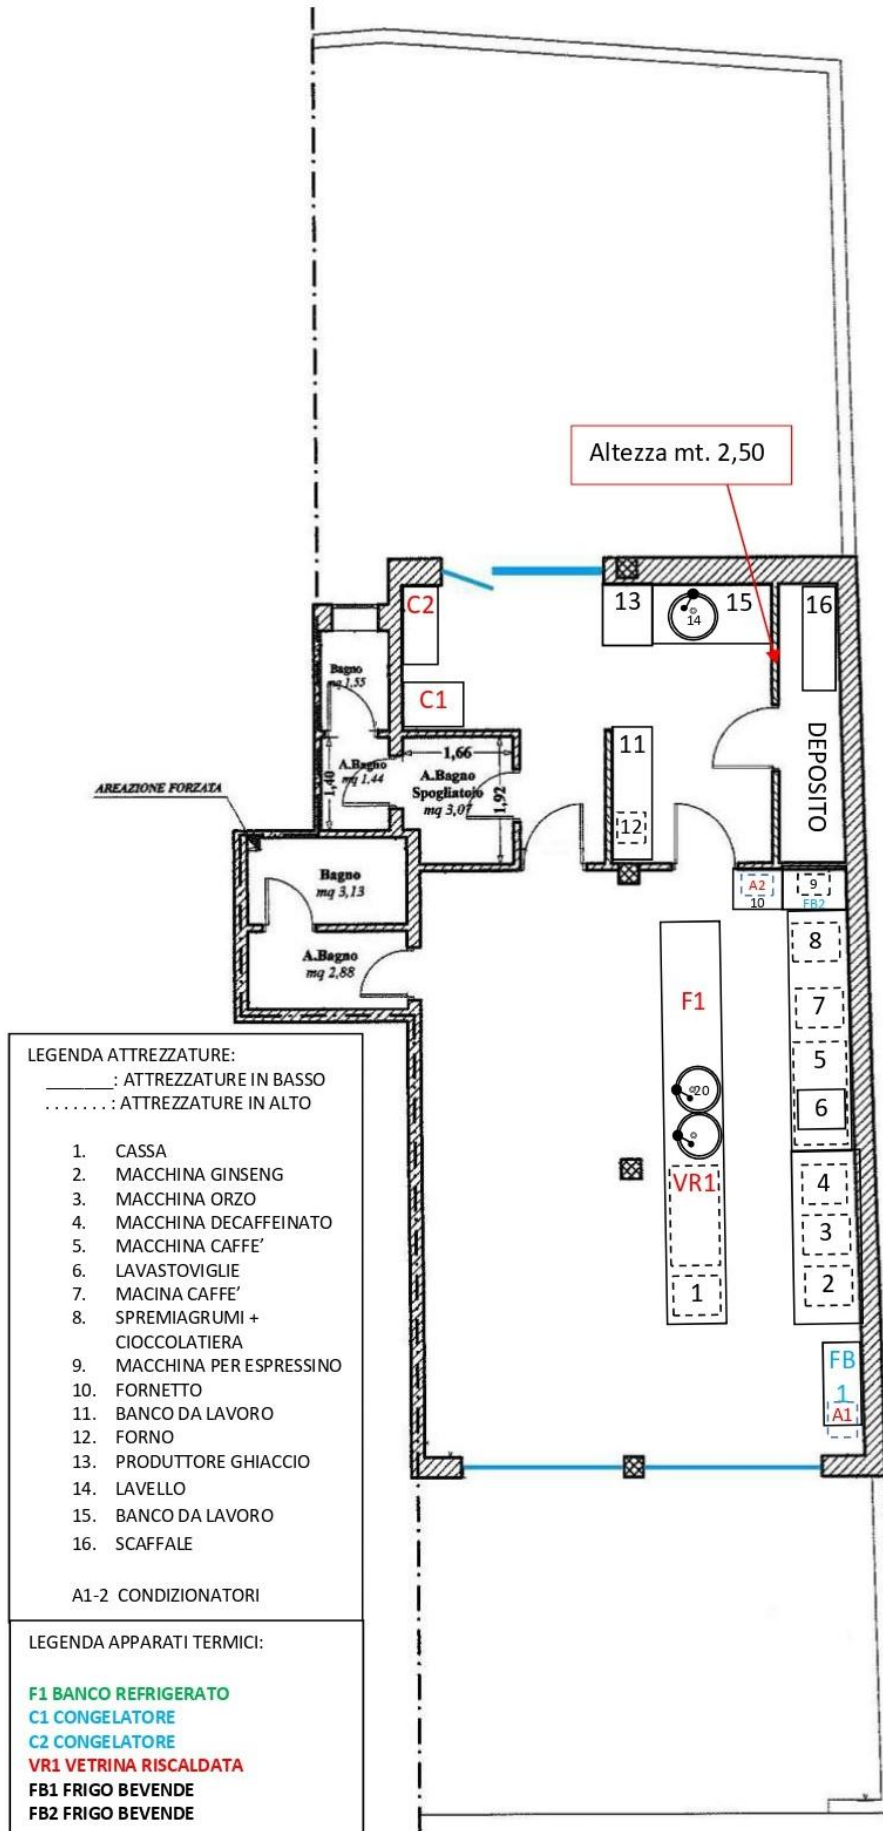 Altezza mt. 2,50
C2
13
14
15
16
C1
Bagno
mq 1,55
1,66
11
DEPOSITO
A.Bagno
mq 1,44
1,40
A.Bagno
Spogliatoio
mq 3,07
1,92
AREAZIONE FORZATA
12
Bagno
mq 3,13
A2
10
9
FB2
A.Bagno
mq 2,88
8
F1
7
5
20
6
VR1
4
3
1
2
FB
1
A1
LEGENDA ATTREZZATURE:
_______: ATTREZZATURE IN BASSO
. . . . . . . : ATTREZZATURE IN ALTO
1. CASSA
2. MACCHINA GINSENG
3. MACCHINA ORZO
4. MACCHINA DECAFFEINATO
5. MACCHINA CAFFE’
6. LAVASTOVIGLIE
7. MACINA CAFFE’
8. SPREMIAGRUMI +
CIOCCOLATIERA
9. MACCHINA PER ESPRESSINO
10. FORNETTO
11. BANCO DA LAVORO
12. FORNO
13. PRODUTTORE GHIACCIO
14. LAVELLO
15. BANCO DA LAVORO
16. SCAFFALE
A1-2 CONDIZIONATORI
LEGENDA APPARATI TERMICI:
F1 BANCO REFRIGERATO
C1 CONGELATORE
C2 CONGELATORE
VR1 VETRINA RISCALDATA
FB1 FRIGO BEVENDE
FB2 FRIGO BEVENDE